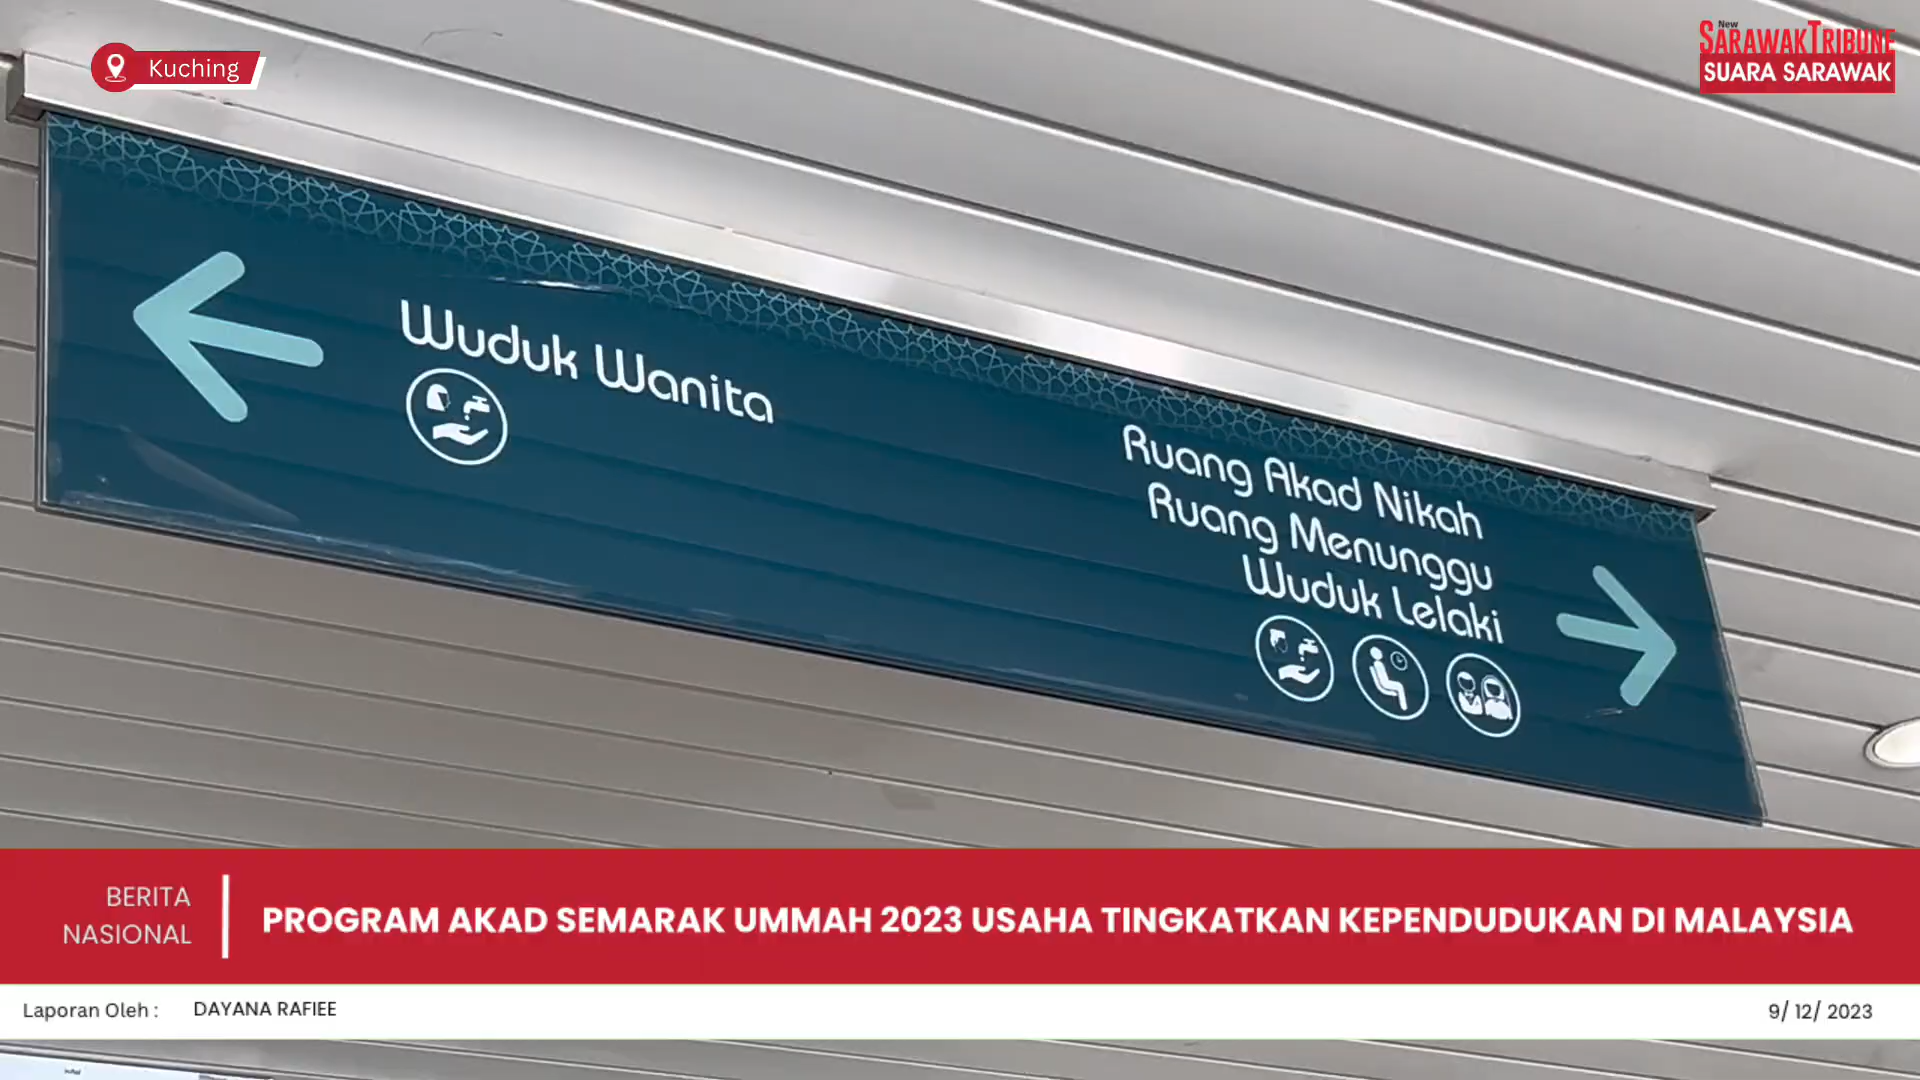 Kuching
New
SARAWAK TRIBUNE
SUARA SARAWAK
Wuduk Wanita
Ruang Akad Nikah
Ruang Menunggu
Wuduk Lelaki
BERITA
NASIONAL
PROGRAM AKAD SEMARAK UMMAH 2023 USAHA TINGKATKAN KEPENDUDUKAN DI MALAYSIA
Laporan Oleh :
DAYANA RAFIEE
9/ 12/ 2023